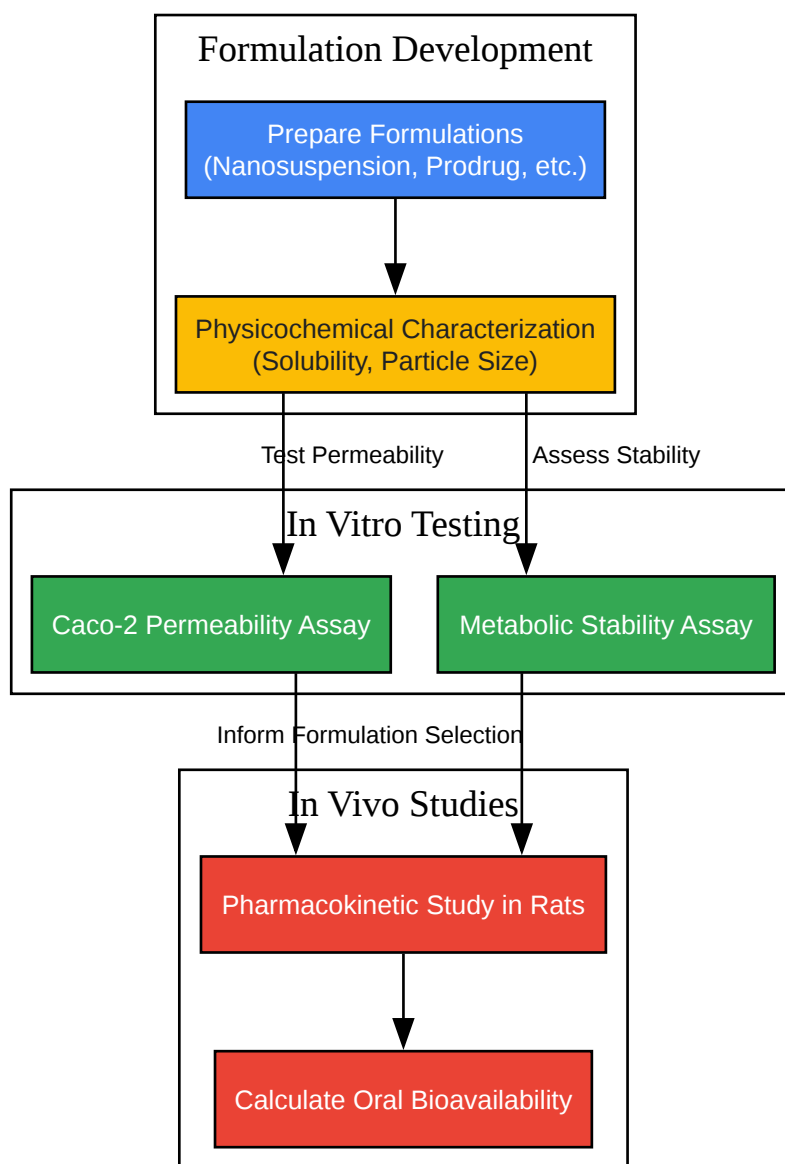 Formulation Development
Prepare Formulations
(Nanosuspension, Prodrug, etc.)
Physicochemical Characterization
(Solubility, Particle Size)
Test Permeability
Assess Stability
In Vitro Testing
Caco-2 Permeability Assay
Metabolic Stability Assay
Inform Formulation Selection
In Vivo Studies
Pharmacokinetic Study in Rats
Calculate Oral Bioavailability